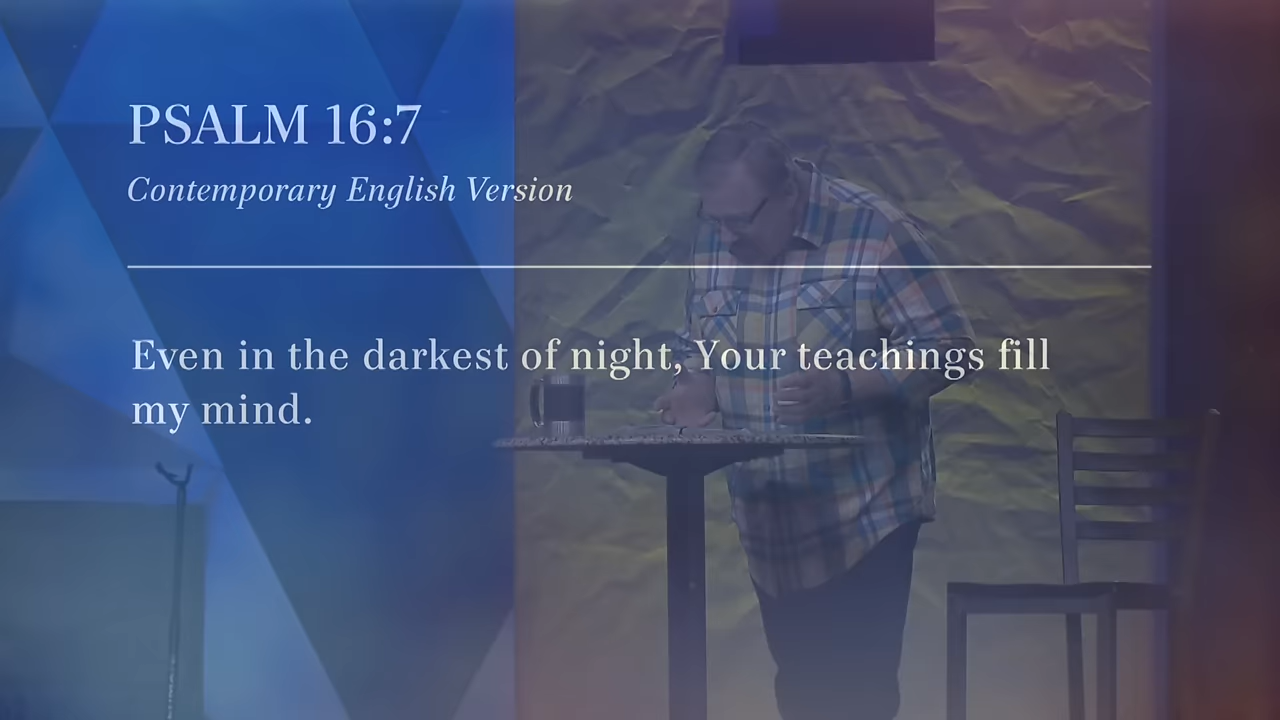 PSALM 16:7
Contemporary English Version
Even in the darkest of night, Your teachings fill
my mind.